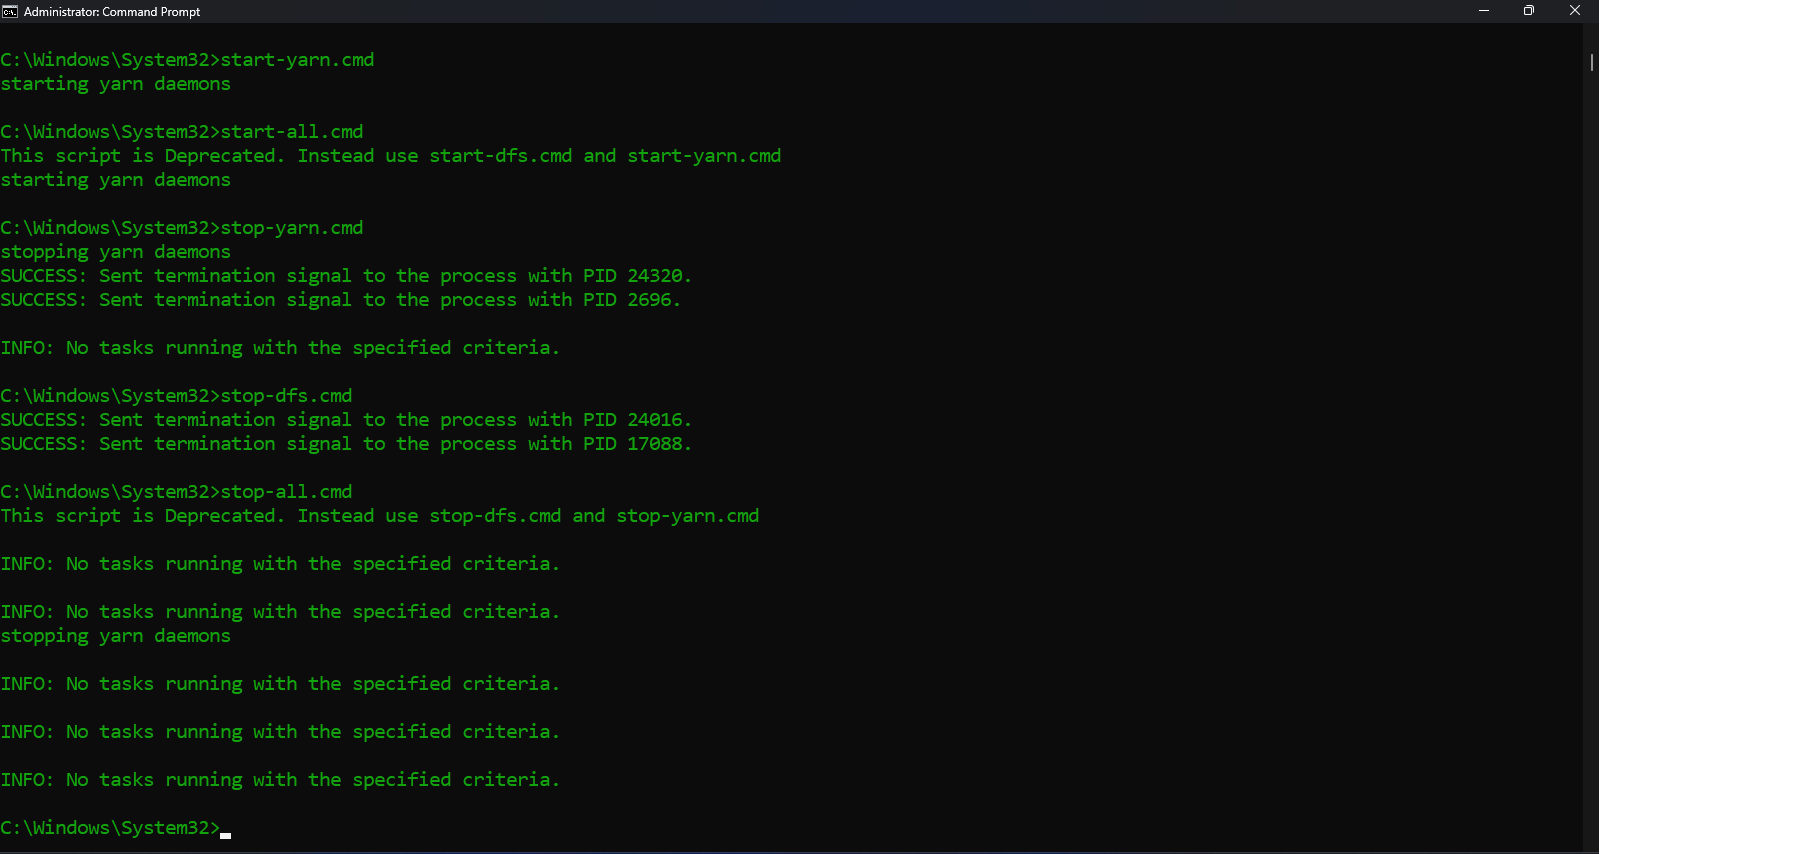 Administrator: Command Prompt
C:\Windows\System32>start-yarn.cmd
starting yarn daemons
C:\Windows\System32>start-all.cmd
This script is Deprecated. Instead use start-dfs.cmd and start-yarn.cmd
starting yarn daemons
C:\Windows\System32>stop-yarn.cmd
stopping yarn daemons
SUCCESS: Sent termination signal to the process with PID 24320.
SUCCESS: Sent termination signal to the process with PID 2696.
INFO: No tasks running with the specified criteria.
C:\Windows\System32>stop-dfs.cmd
SUCCESS: Sent termination signal to the process with PID 24016.
SUCCESS: Sent termination signal to the process with PID 17088.
C:\Windows\System32>stop-all.cmd
This script is Deprecated. Instead use stop-dfs.cmd and stop-yarn.cmd
INFO: No tasks running with the specified criteria.
INFO: No tasks running with the specified criteria.
stopping yarn daemons
INFO: No tasks running with the specified criteria.
INFO: No tasks running with the specified criteria.
INFO: No tasks running with the specified criteria.
C:\Windows\System32>